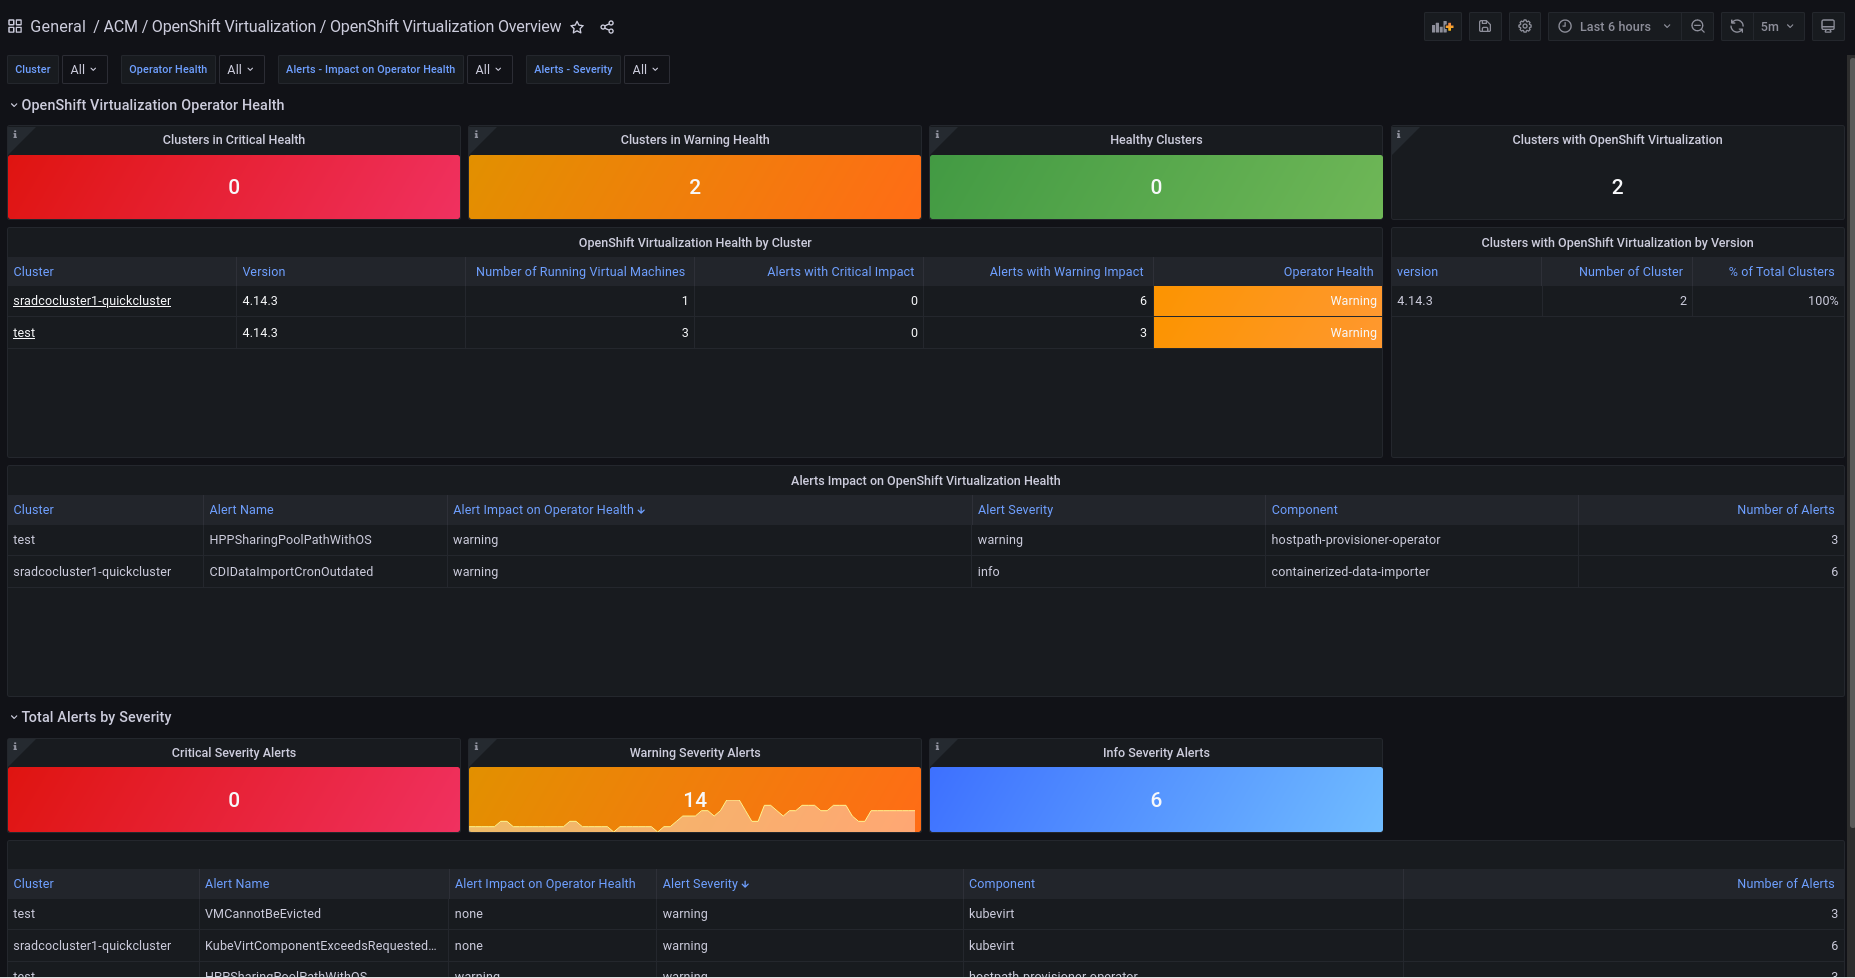 General / ACM / OpenShift Virtualization / OpenShift Virtualization Overview
Last 6 hours
5m
Cluster All Operator Health All Alerts - Impact on Operator Health All Alerts - Severity All
OpenShift Virtualization Operator Health
Clusters in Critical Health
0
Clusters in Warning Health
2
Healthy Clusters
0
Clusters with OpenShift Virtualization
2
OpenShift Virtualization Health by Cluster
Cluster Version Number of Running Virtual Machines Alerts with Critical Impact Alerts with Warning Impact Operator Health
sradcocluster1-quickcluster 4.14.3 1 0 6 Warning
test 4.14.3 3 0 3 Warning
Clusters with OpenShift Virtualization by Version
version Number of Cluster % of Total Clusters
4.14.3 2 100%
Alerts Impact on OpenShift Virtualization Health
Cluster Alert Name Alert Impact on Operator Health Alert Severity Component Number of Alerts
test HPPSharingPoolPathWithOS warning warning hostpath-provisioner-operator 3
sradcocluster1-quickcluster CDIDataImportCronOutdated warning info containerized-data-importer 6
Total Alerts by Severity
Critical Severity Alerts
0
Warning Severity Alerts
14
Info Severity Alerts
6
Cluster Alert Name Alert Impact on Operator Health Alert Severity Component Number of Alerts
test VMCannotBeEvicted none warning kubevirt 3
sradcocluster1-quickcluster KubeVirtComponentExceedsRequested... none warning kubevirt 6
test HPPSharingPoolPathWithOS warning warning hostpath-provisioner-operator 3